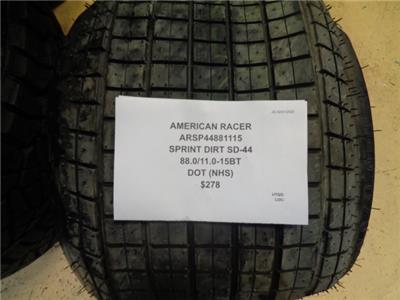 AMERICAN RACER
ARSP44881115
SPRINT DIRT SD-44
88.0/11.0-15BT
DOT (NHS)
$278